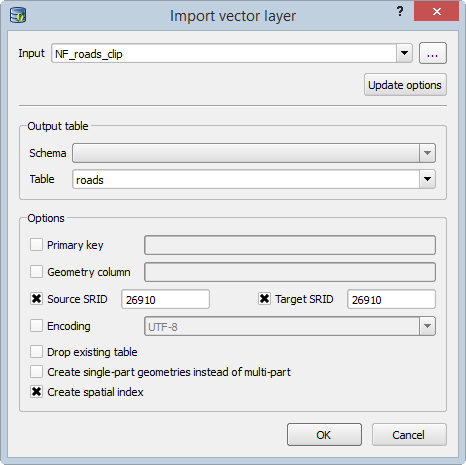 Import vector layer
?
Input NF_roads_clip ...
Update options
Output table
Schema
Table roads
Options
Primary key
Geometry column
Source SRID 26910 Target SRID 26910
Encoding UTF-8
Drop existing table
Create single-part geometries instead of multi-part
Create spatial index
OK Cancel